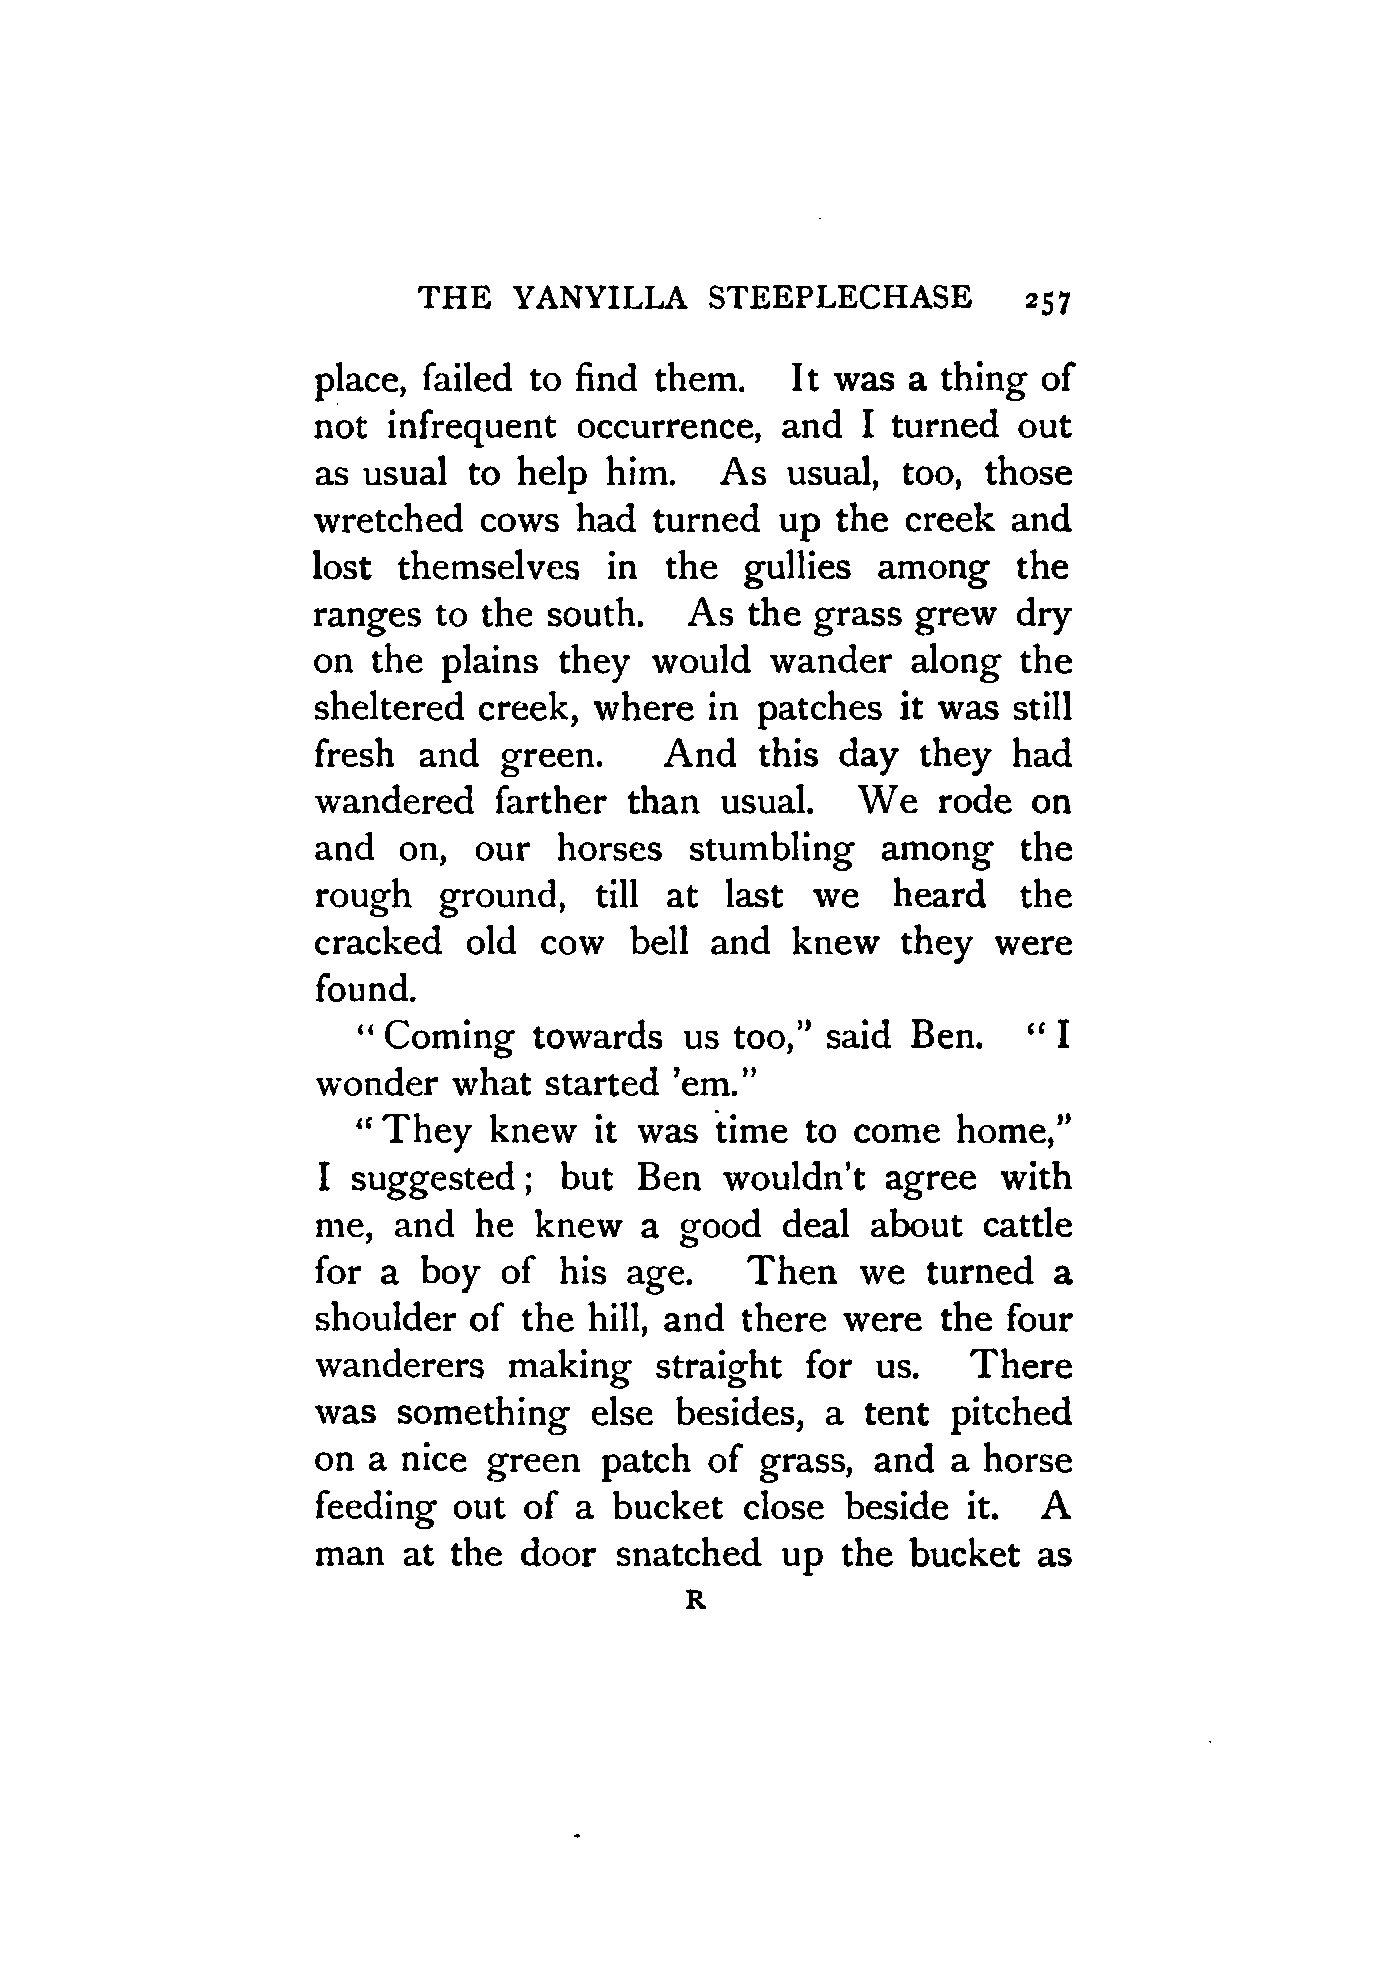 THE YANYILLA STEEPLECHASE 257
place, failed to find them. It was a thing of
not infrequent occurrence, and I turned out
as usual to help him. As usual, too, those
wretched cows had turned up the creek and
lost themselves in the gullies among the
ranges to the south. As the grass grew dry
on the plains they would wander along the
sheltered creek, where in patches it was still
fresh and green. And this day they had
wandered farther than usual. We rode on
and on, our horses stumbling among the
rough ground, till at last we heard the
cracked old cow bell and knew they were
found.
“ Coming towards us too,” said Ben. “ I
wonder what started ’em.”
“ They knew it was time to come home,”
I suggested ; but Ben wouldn’t agree with
me, and he knew a good deal about cattle
for a boy of his age. Then we turned a
shoulder of the hill, and there were the four
wanderers making straight for us. There
was something else besides, a tent pitched
on a nice green patch of grass, and a horse
feeding out of a bucket close beside it. A
man at the door snatched up the bucket as
R